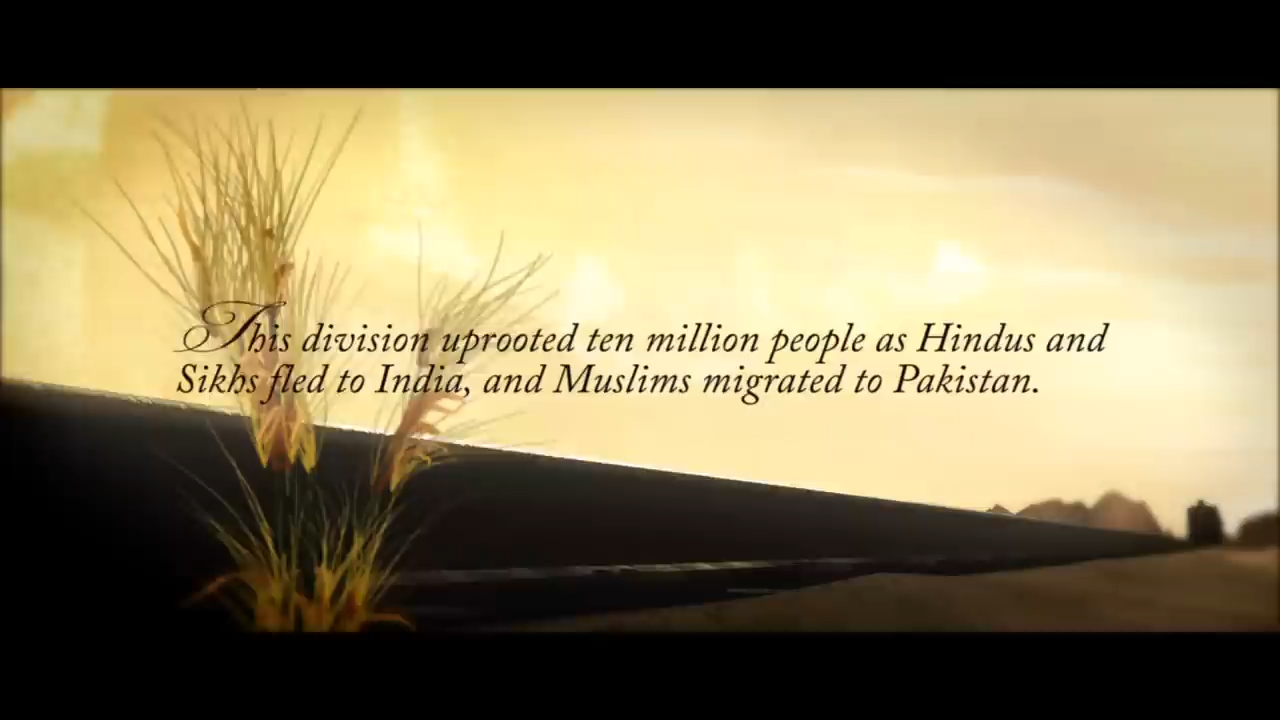 This division uprooted ten million people as Hindus and
Sikhs fled to India, and Muslims migrated to Pakistan.